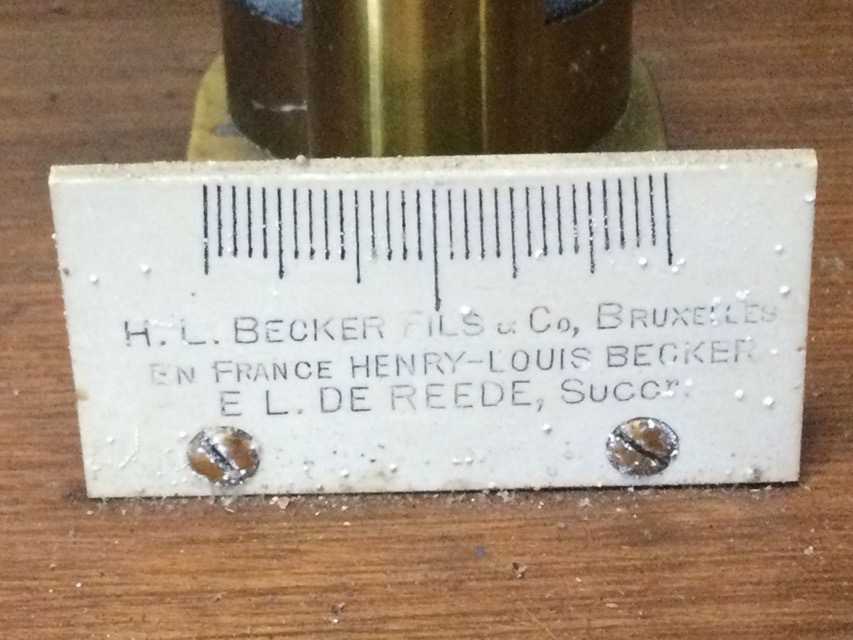 H. L. BECKER FILS & CO, BRUXELLES
EN FRANCE HENRY-LOUIS BECKER
E L. DE REEDE, SUCCR.